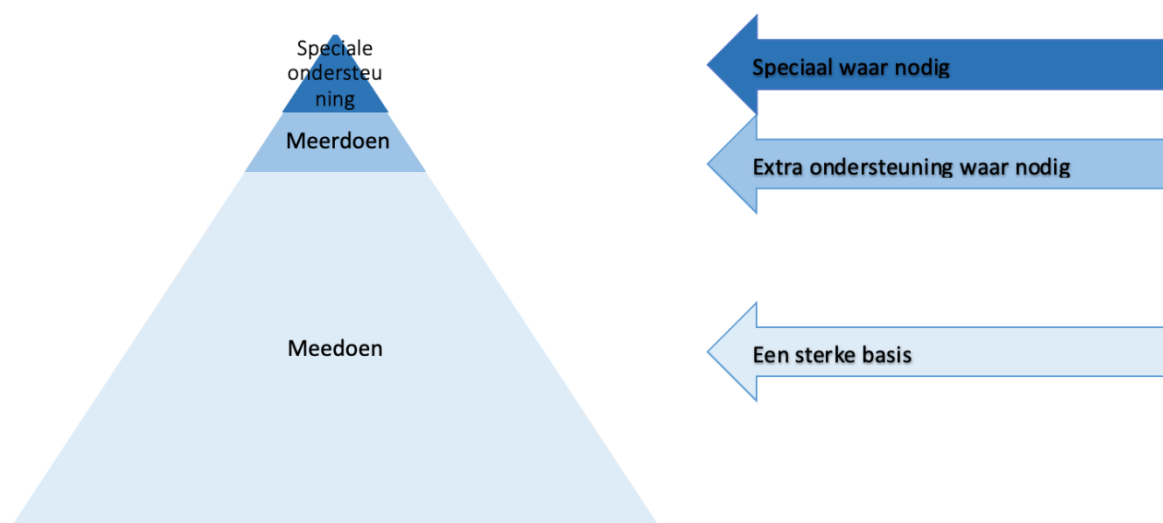 Speciale
ondersteu
ning
Speciaal waar nodig
Meerdoen
Extra ondersteuning waar nodig
Meedoen
Een sterke basis